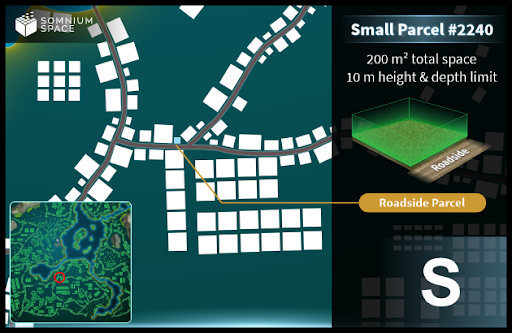 SOMNIUM
SPACE
Small Parcel #2240
200 m² total space
10 m height & depth limit
Roadside
Roadside Parcel
S